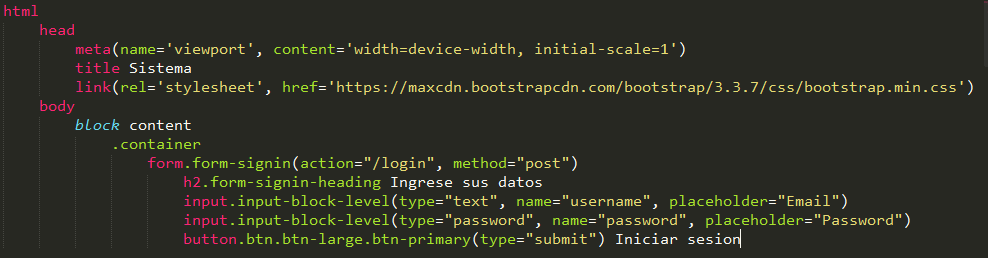 html
head
meta(name='viewport', content='width=device-width, initial-scale=1')
title Sistema
link(rel='stylesheet', href='https://maxcdn.bootstrapcdn.com/bootstrap/3.3.7/css/bootstrap.min.css')
body
block content
.container
form.form-signin(action="/login", method="post")
h2.form-signin-heading Ingrese sus datos
input.input-block-level(type="text", name="username", placeholder="Email")
input.input-block-level(type="password", name="password", placeholder="Password")
button.btn.btn-large.btn-primary(type="submit") Iniciar sesion